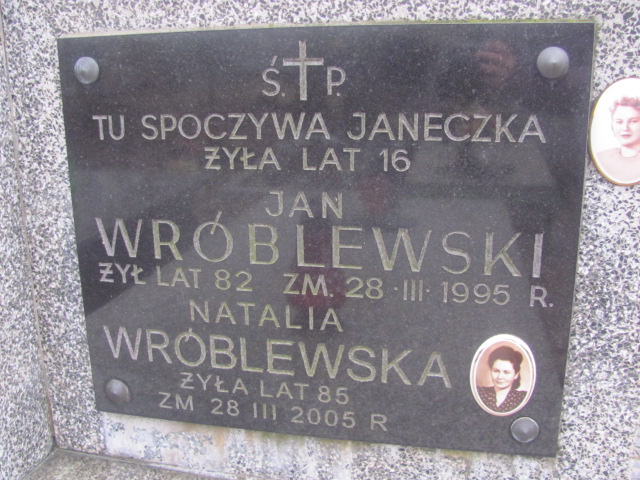 Ś. P.
TU SPOCZYWA JANECZKA
ŻYŁA LAT 16
JAN
WRÓBLEWSKI
ŻYŁ LAT 82 ZM. 28·III·1995 R.
NATALIA
WRÓBLEWSKA
ŻYŁA LAT 85
ZM 28 III 2005 R